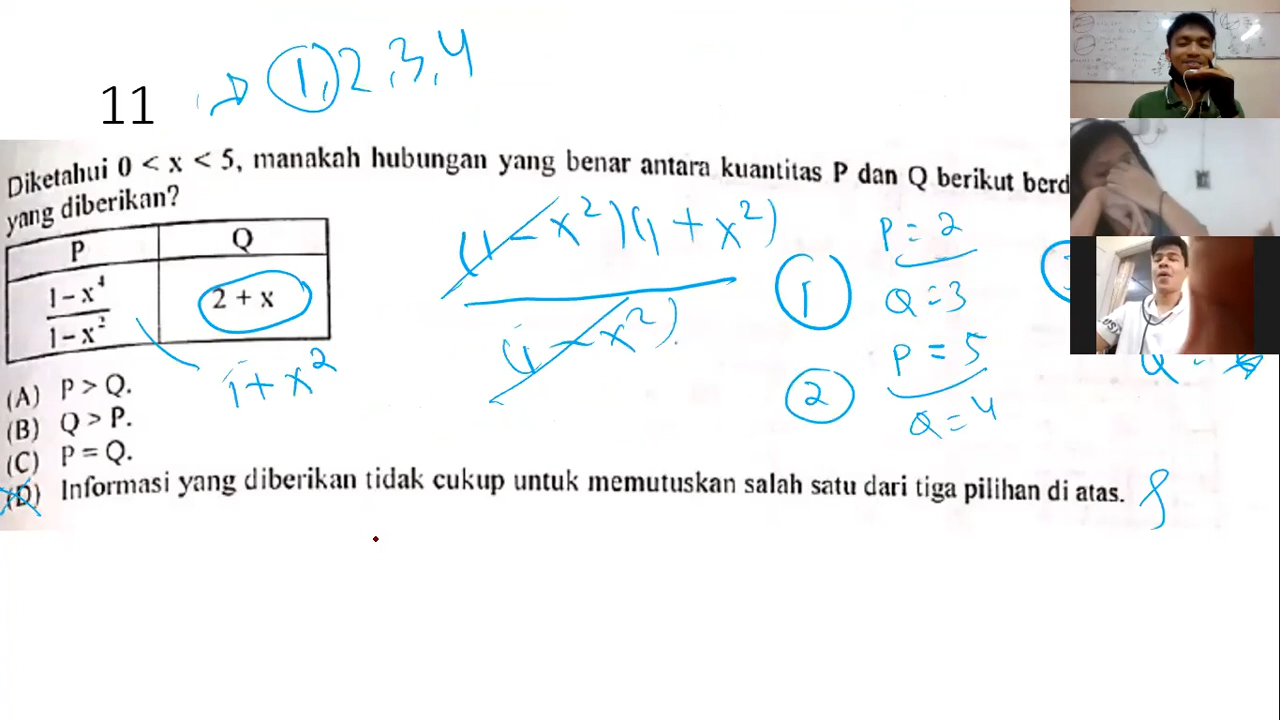 1, 2, 3, 4
11
Diketahui 0 < x < 5, manakah hubungan yang benar antara kuantitas P dan Q berikut berd
yang diberikan?
P Q
1 – x⁴ / 1 – x² 2 + x
1 + x²
(1 – x²)(1 + x²)
(1 – x²)
1 P = 2
Q = 3
2 P = 5
Q = 4
(A) P > Q.
(B) Q > P.
(C) P = Q.
(D) Informasi yang diberikan tidak cukup untuk memutuskan salah satu dari tiga pilihan di atas.